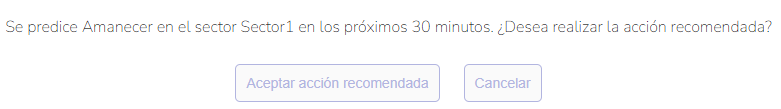 Se predice Amanecer en el sector Sector1 en los próximos 30 minutos. ¿Desea realizar la acción recomendada?
Aceptar acción recomendada Cancelar